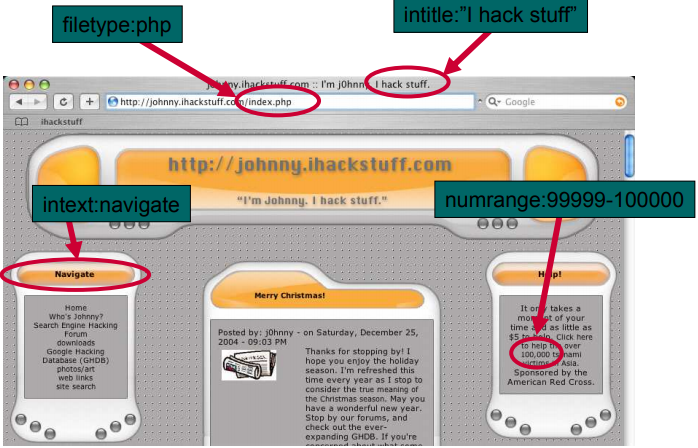 filetype:php
intitle:"I hack stuff"
johnny.ihackstuff.com :: I'm j0hnny. I hack stuff.
http://johnny.ihackstuff.com/index.php
Google
ihackstuff
http://johnny.ihackstuff.com
"I'm Johnny. I hack stuff."
intext:navigate
numrange:99999-100000
Navigate
Home
Who's Johnny?
Search Engine Hacking
Forum
downloads
Google Hacking
Database (GHDB)
photos/art
web links
site search
Merry Christmas!
Posted by: j0hnny - on Saturday, December 25,
2004 - 09:03 PM
Thanks for stopping by! I
hope you enjoy the holiday
season. I'm refreshed this
time every year as I stop to
consider the true meaning of
the Christmas season. May you
have a wonderful new year.
Stop by our forums, and
check out the ever-
expanding GHDB. If you're
concerned about what some
Help!
It only takes a
moment of your
time and as little as
$5 to help. Click here
to help the over
100,000 tsunami
victims in Asia.
Sponsored by the
American Red Cross.